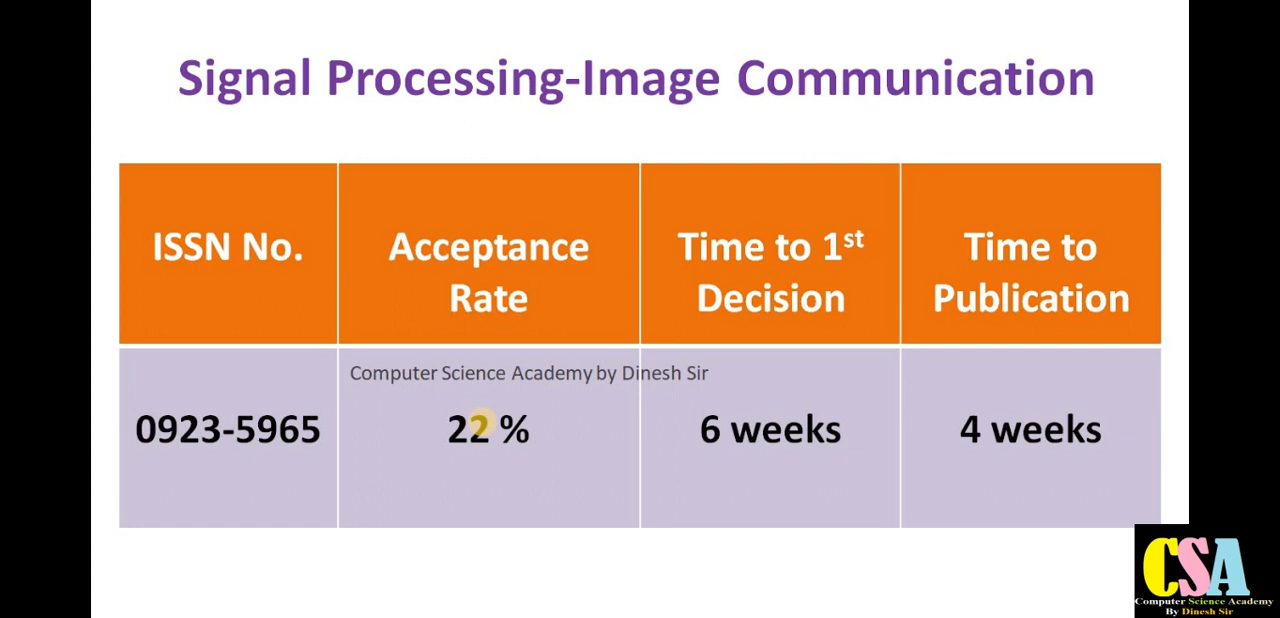 Signal Processing-Image Communication
ISSN No.
Acceptance
Rate
Time to 1st
Decision
Time to
Publication
Computer Science Academy by Dinesh Sir
0923-5965
22 %
6 weeks
4 weeks
CSA
Computer Science Academy
By Dinesh Sir